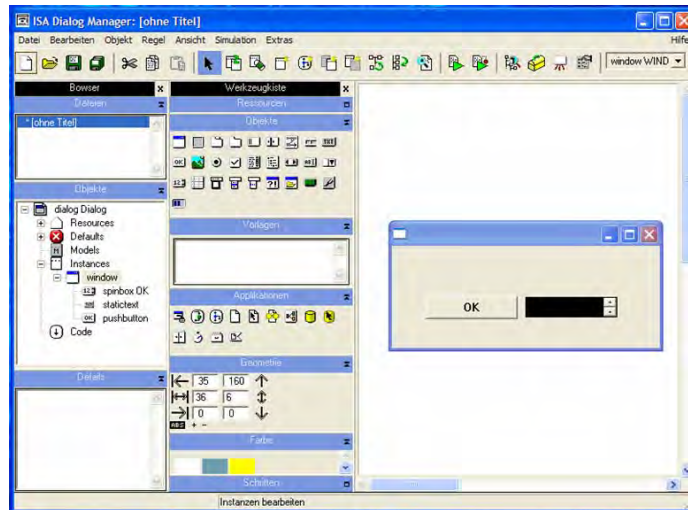 ISA Dialog Manager: [ohne Titel]
Datei Bearbeiten Objekt Regel Ansicht Simulation Extras Hilfe
window WIND
Bowser x
Dateien
* [ohne Titel]
Objekte
dialog Dialog
Resources
Defaults
Models
Instances
window
spinbox OK
statictext
pushbutton
Code
Details
Werkzeugkiste x
Ressourcen
Objekte
Vorlagen
Applikationen
Geometrie
35 160
36 6
0 0
+ -
Farbe
Schriften
OK
Instanzen bearbeiten